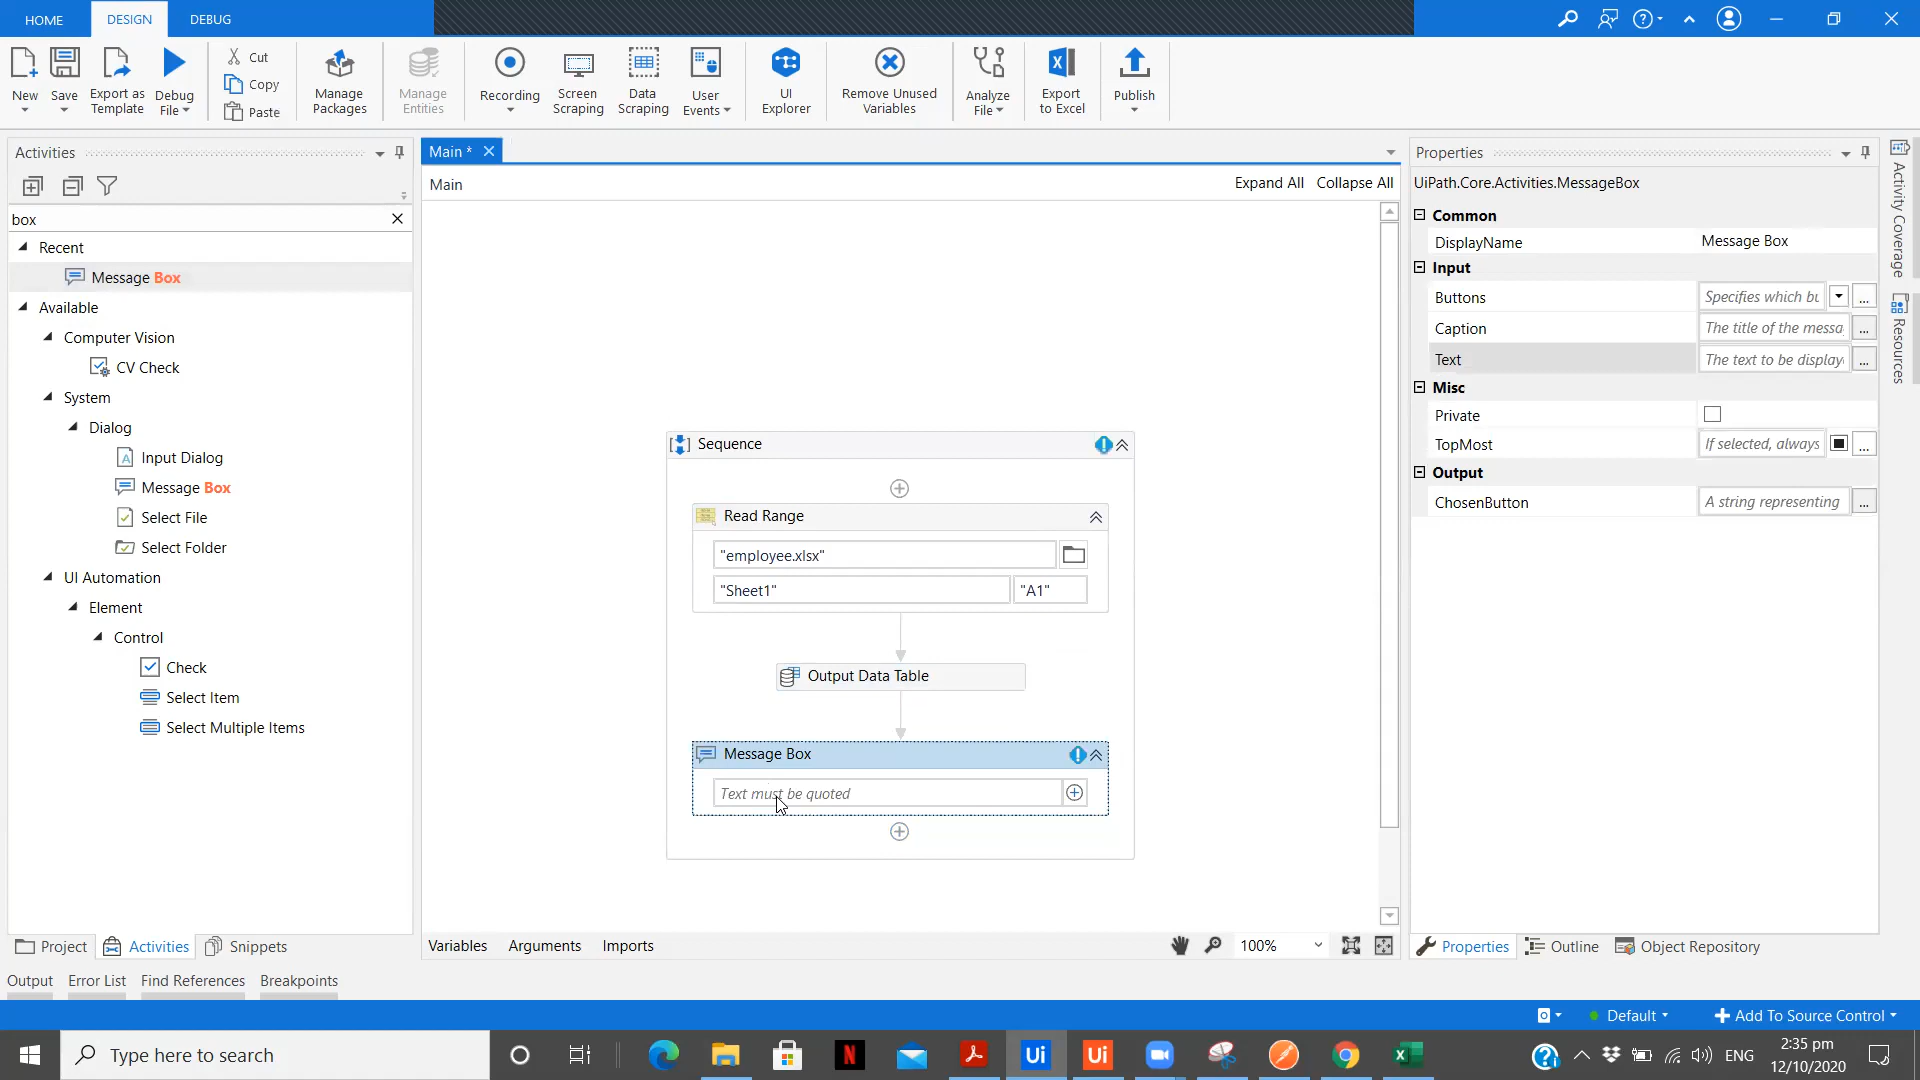 HOME DESIGN DEBUG
New Save Export as Template Debug File Cut Copy Paste Manage Packages Manage Entities Recording Screen Scraping Data Scraping User Events UI Explorer Remove Unused Variables Analyze File Export to Excel Publish
Activities
box
Recent
Message Box
Available
Computer Vision
CV Check
System
Dialog
Input Dialog
Message Box
Select File
Select Folder
UI Automation
Element
Control
Check
Select Item
Select Multiple Items
Project Activities Snippets
Main *
Main Expand All Collapse All
Sequence
Read Range
"employee.xlsx"
"Sheet1" "A1"
Output Data Table
Message Box
Text must be quoted
Variables Arguments Imports 100%
Properties
UiPath.Core.Activities.MessageBox
Common
DisplayName Message Box
Input
Buttons Specifies which bu ...
Caption The title of the messa ...
Text The text to be display ...
Misc
Private
TopMost If selected, always ...
Output
ChosenButton A string representing ...
Properties Outline Object Repository
Activity Coverage
Resources
Output Error List Find References Breakpoints
Default Add To Source Control
Type here to search
N Ui Ui
ENG
2:35 pm
12/10/2020